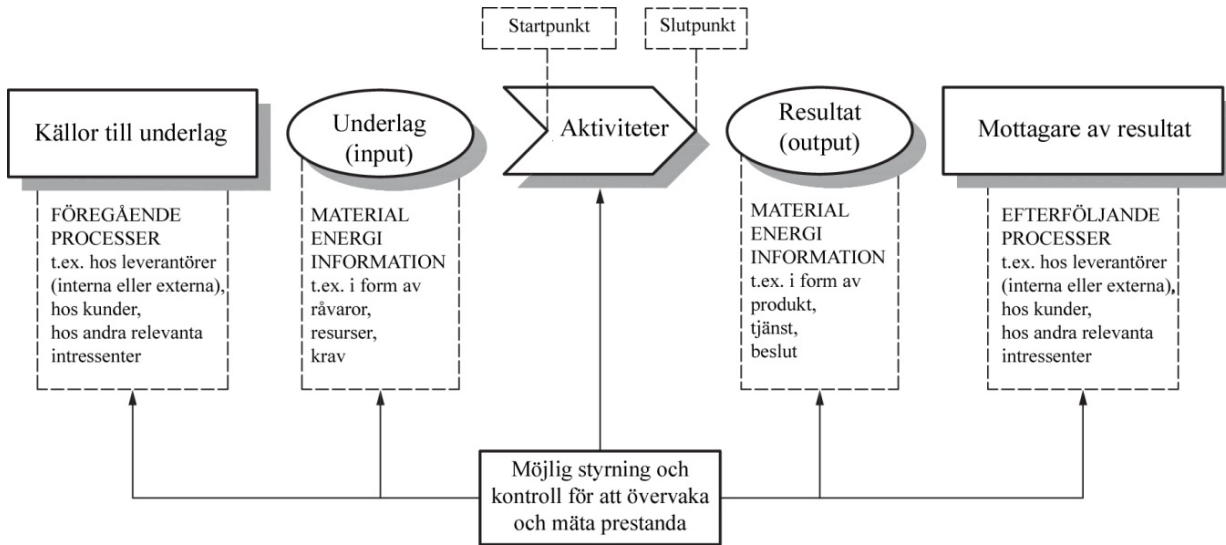 Startpunkt
Slutpunkt
Källor till underlag
Underlag
(input)
Aktiviteter
Resultat
(output)
Mottagare av resultat
FÖREGÅENDE
PROCESSER
t.ex. hos leverantörer
(interna eller externa),
hos kunder,
hos andra relevanta
intressenter
MATERIAL
ENERGI
INFORMATION
t.ex. i form av
råvaror,
resurser,
krav
MATERIAL
ENERGI
INFORMATION
t.ex. i form av
produkt,
tjänst,
beslut
EFTERFÖLJANDE
PROCESSER
t.ex. hos leverantörer
(interna eller externa),
hos kunder,
hos andra relevanta
intressenter
Möjlig styrning och
kontroll för att övervaka
och mäta prestanda